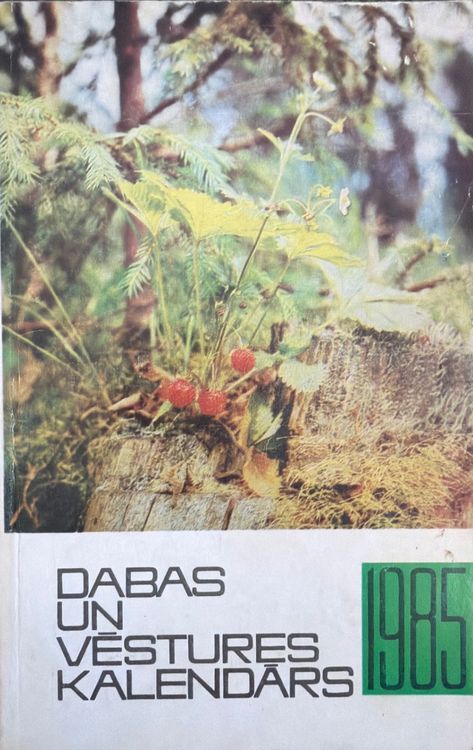 DABAS
UN
VĒSTURES
KALENDĀRS
1985